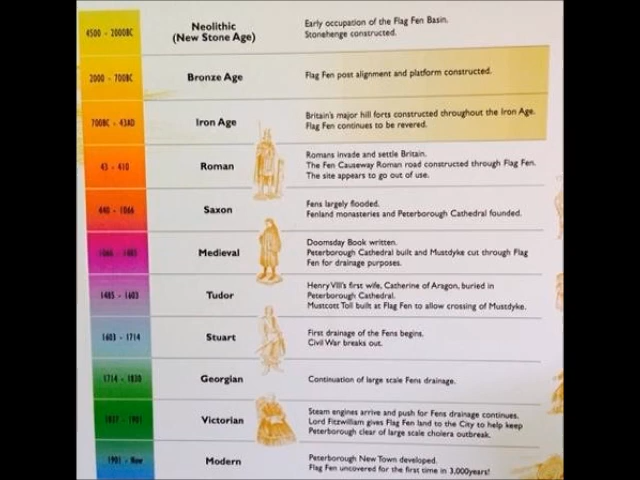 4500 - 2000BC
Neolithic
(New Stone Age)
Early occupation of the Flag Fen Basin.
Stonehenge constructed.
2000 - 700BC
Bronze Age
Flag Fen post alignment and platform constructed.
700BC - 43AD
Iron Age
Britain's major hill forts constructed throughout the Iron Age.
Flag Fen continues to be revered.
43 - 410
Roman
Romans invade and settle Britain.
The Fen Causeway Roman road constructed through Flag Fen.
The site appears to go out of use.
440 - 1066
Saxon
Fens largely flooded.
Fenland monasteries and Peterborough Cathedral founded.
1066 - 1485
Medieval
Doomsday Book written.
Peterborough Cathedral built and Mustdyke cut through Flag
Fen for drainage purposes.
1485 - 1603
Tudor
Henry VIII's first wife, Catherine of Aragon, buried in
Peterborough Cathedral.
Mustcott Toll built at Flag Fen to allow crossing of Mustdyke.
1603 - 1714
Stuart
First drainage of the Fens begins.
Civil War breaks out.
1714 - 1830
Georgian
Continuation of large scale Fens drainage.
1837 - 1901
Victorian
Steam engines arrive and push for Fens drainage continues.
Lord Fitzwilliam gives Flag Fen land to the City to help keep
Peterborough clear of large scale cholera outbreak.
1901 - Now
Modern
Peterborough New Town developed.
Flag Fen uncovered for the first time in 3,000years!